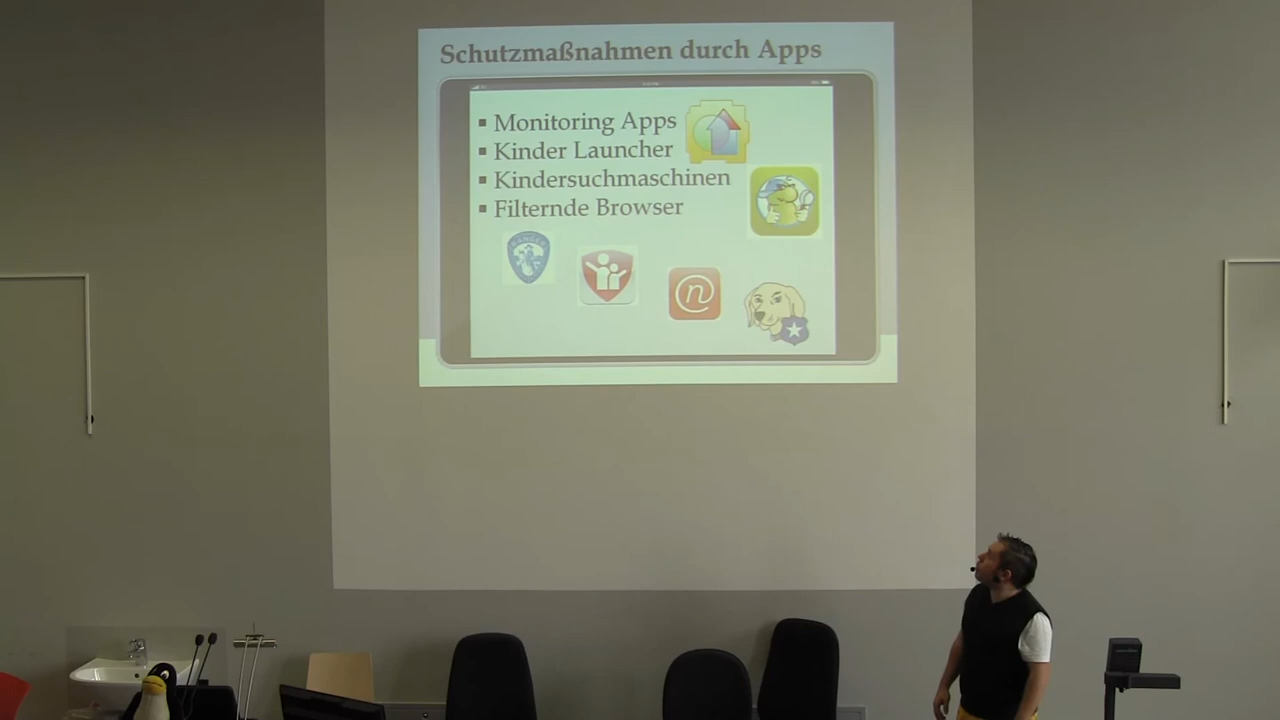 Schutzmaßnahmen durch Apps
▪ Monitoring Apps
▪ Kinder Launcher
▪ Kindersuchmaschinen
▪ Filternde Browser
@n